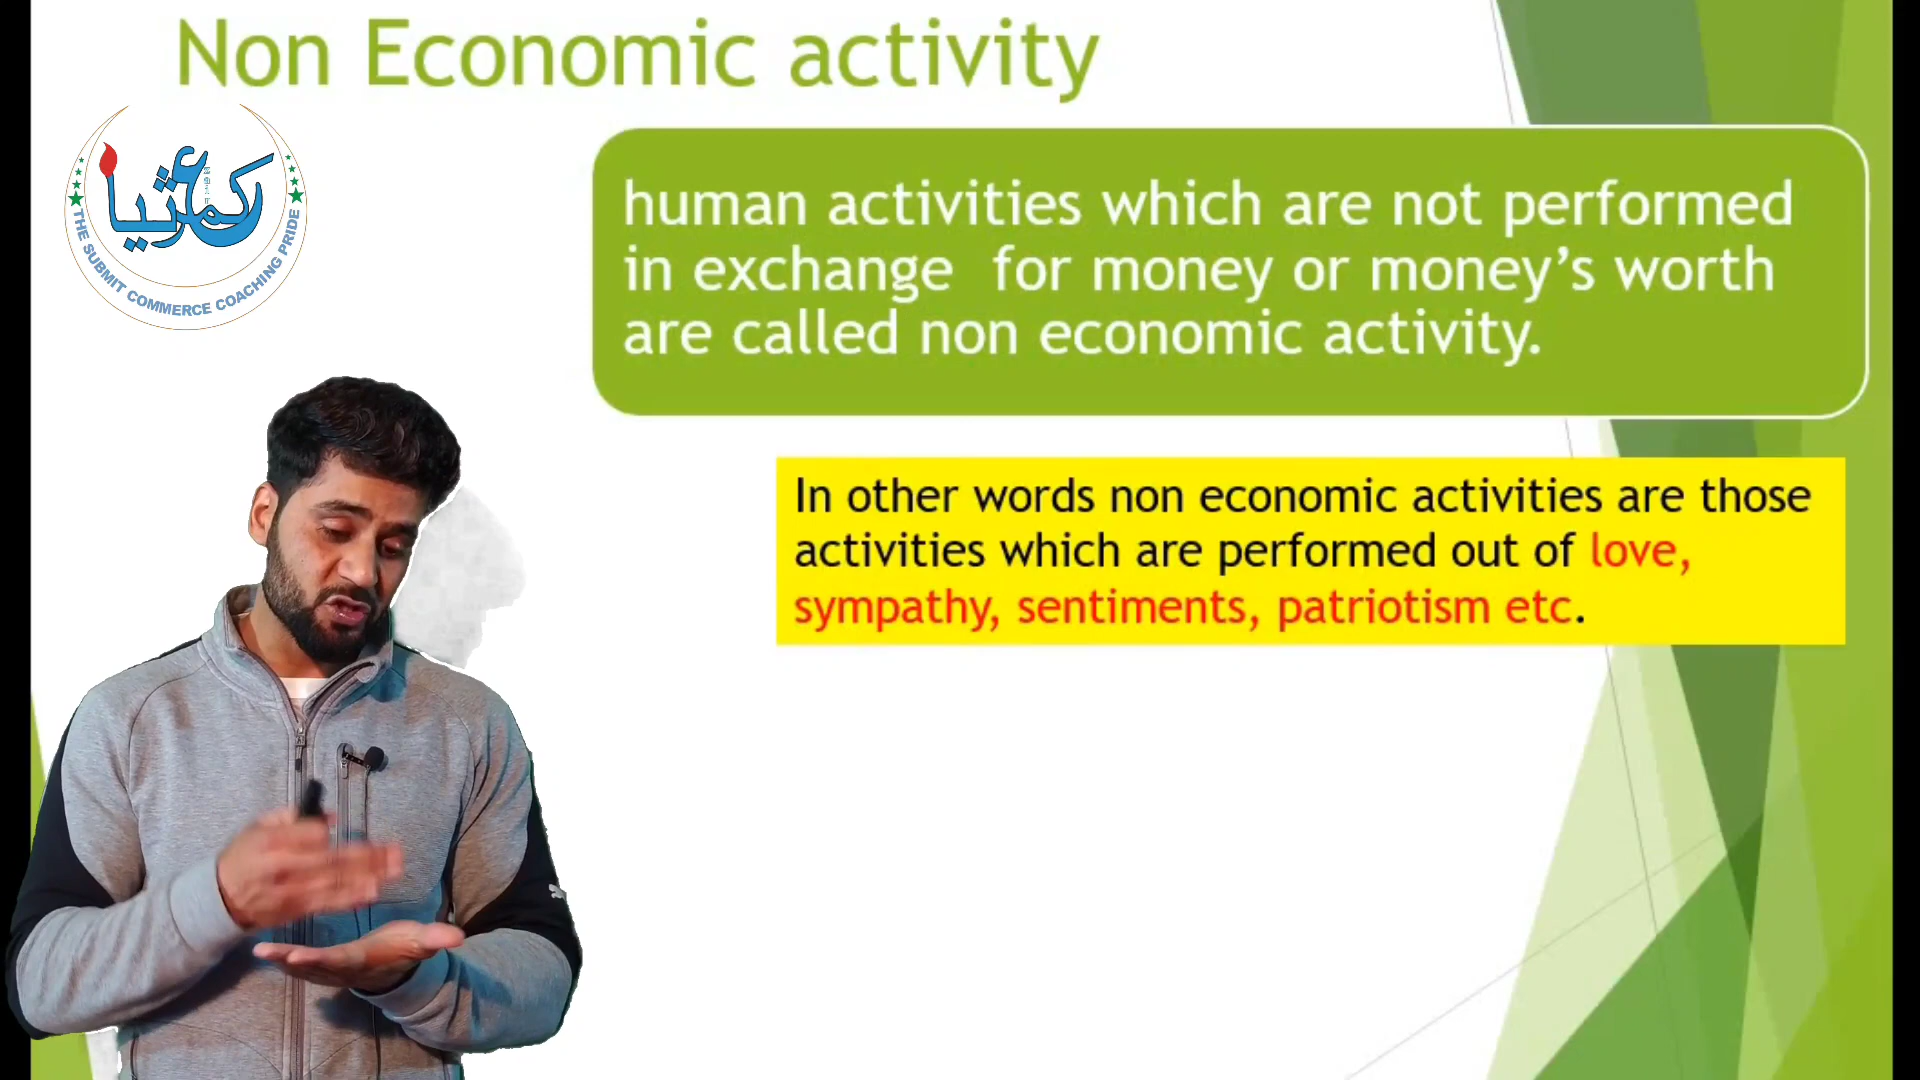 Non Economic activity
THE SUBMIT COMMERCE COACHING PRIDE
human activities which are not performed
in exchange for money or money’s worth
are called non economic activity.
In other words non economic activities are those
activities which are performed out of love,
sympathy, sentiments, patriotism etc.